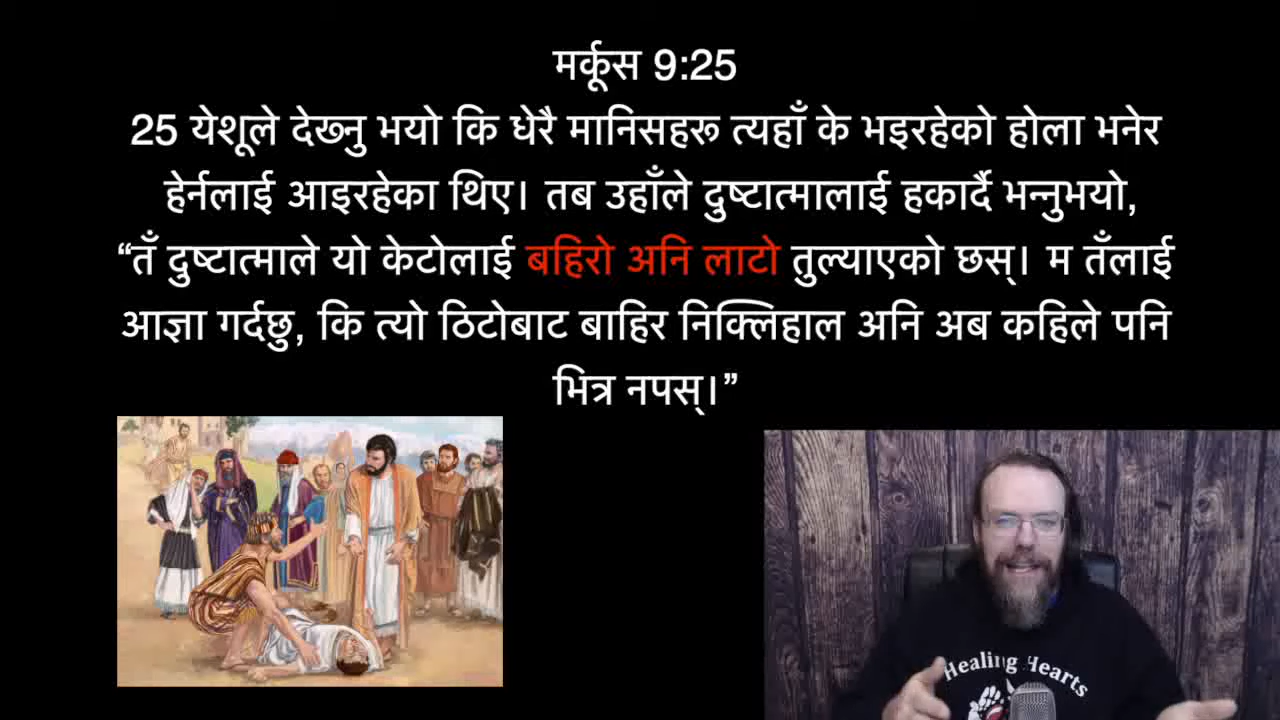 मर्कूस 9:25
25 येशूले देख्नु भयो कि धेरै मानिसहरू त्यहाँ के भइरहेको होला भनेर
हेर्नलाई आइरहेका थिए। तब उहाँले दुष्टात्मालाई हकार्दै भन्नुभयो,
“तँ दुष्टात्माले यो केटोलाई बहिरो अनि लाटो तुल्याएको छस्। म तँलाई
आज्ञा गर्दछु, कि त्यो ठिटोबाट बाहिर निक्लिहाल अनि अब कहिले पनि
भित्र नपस्।”
Healing Hearts